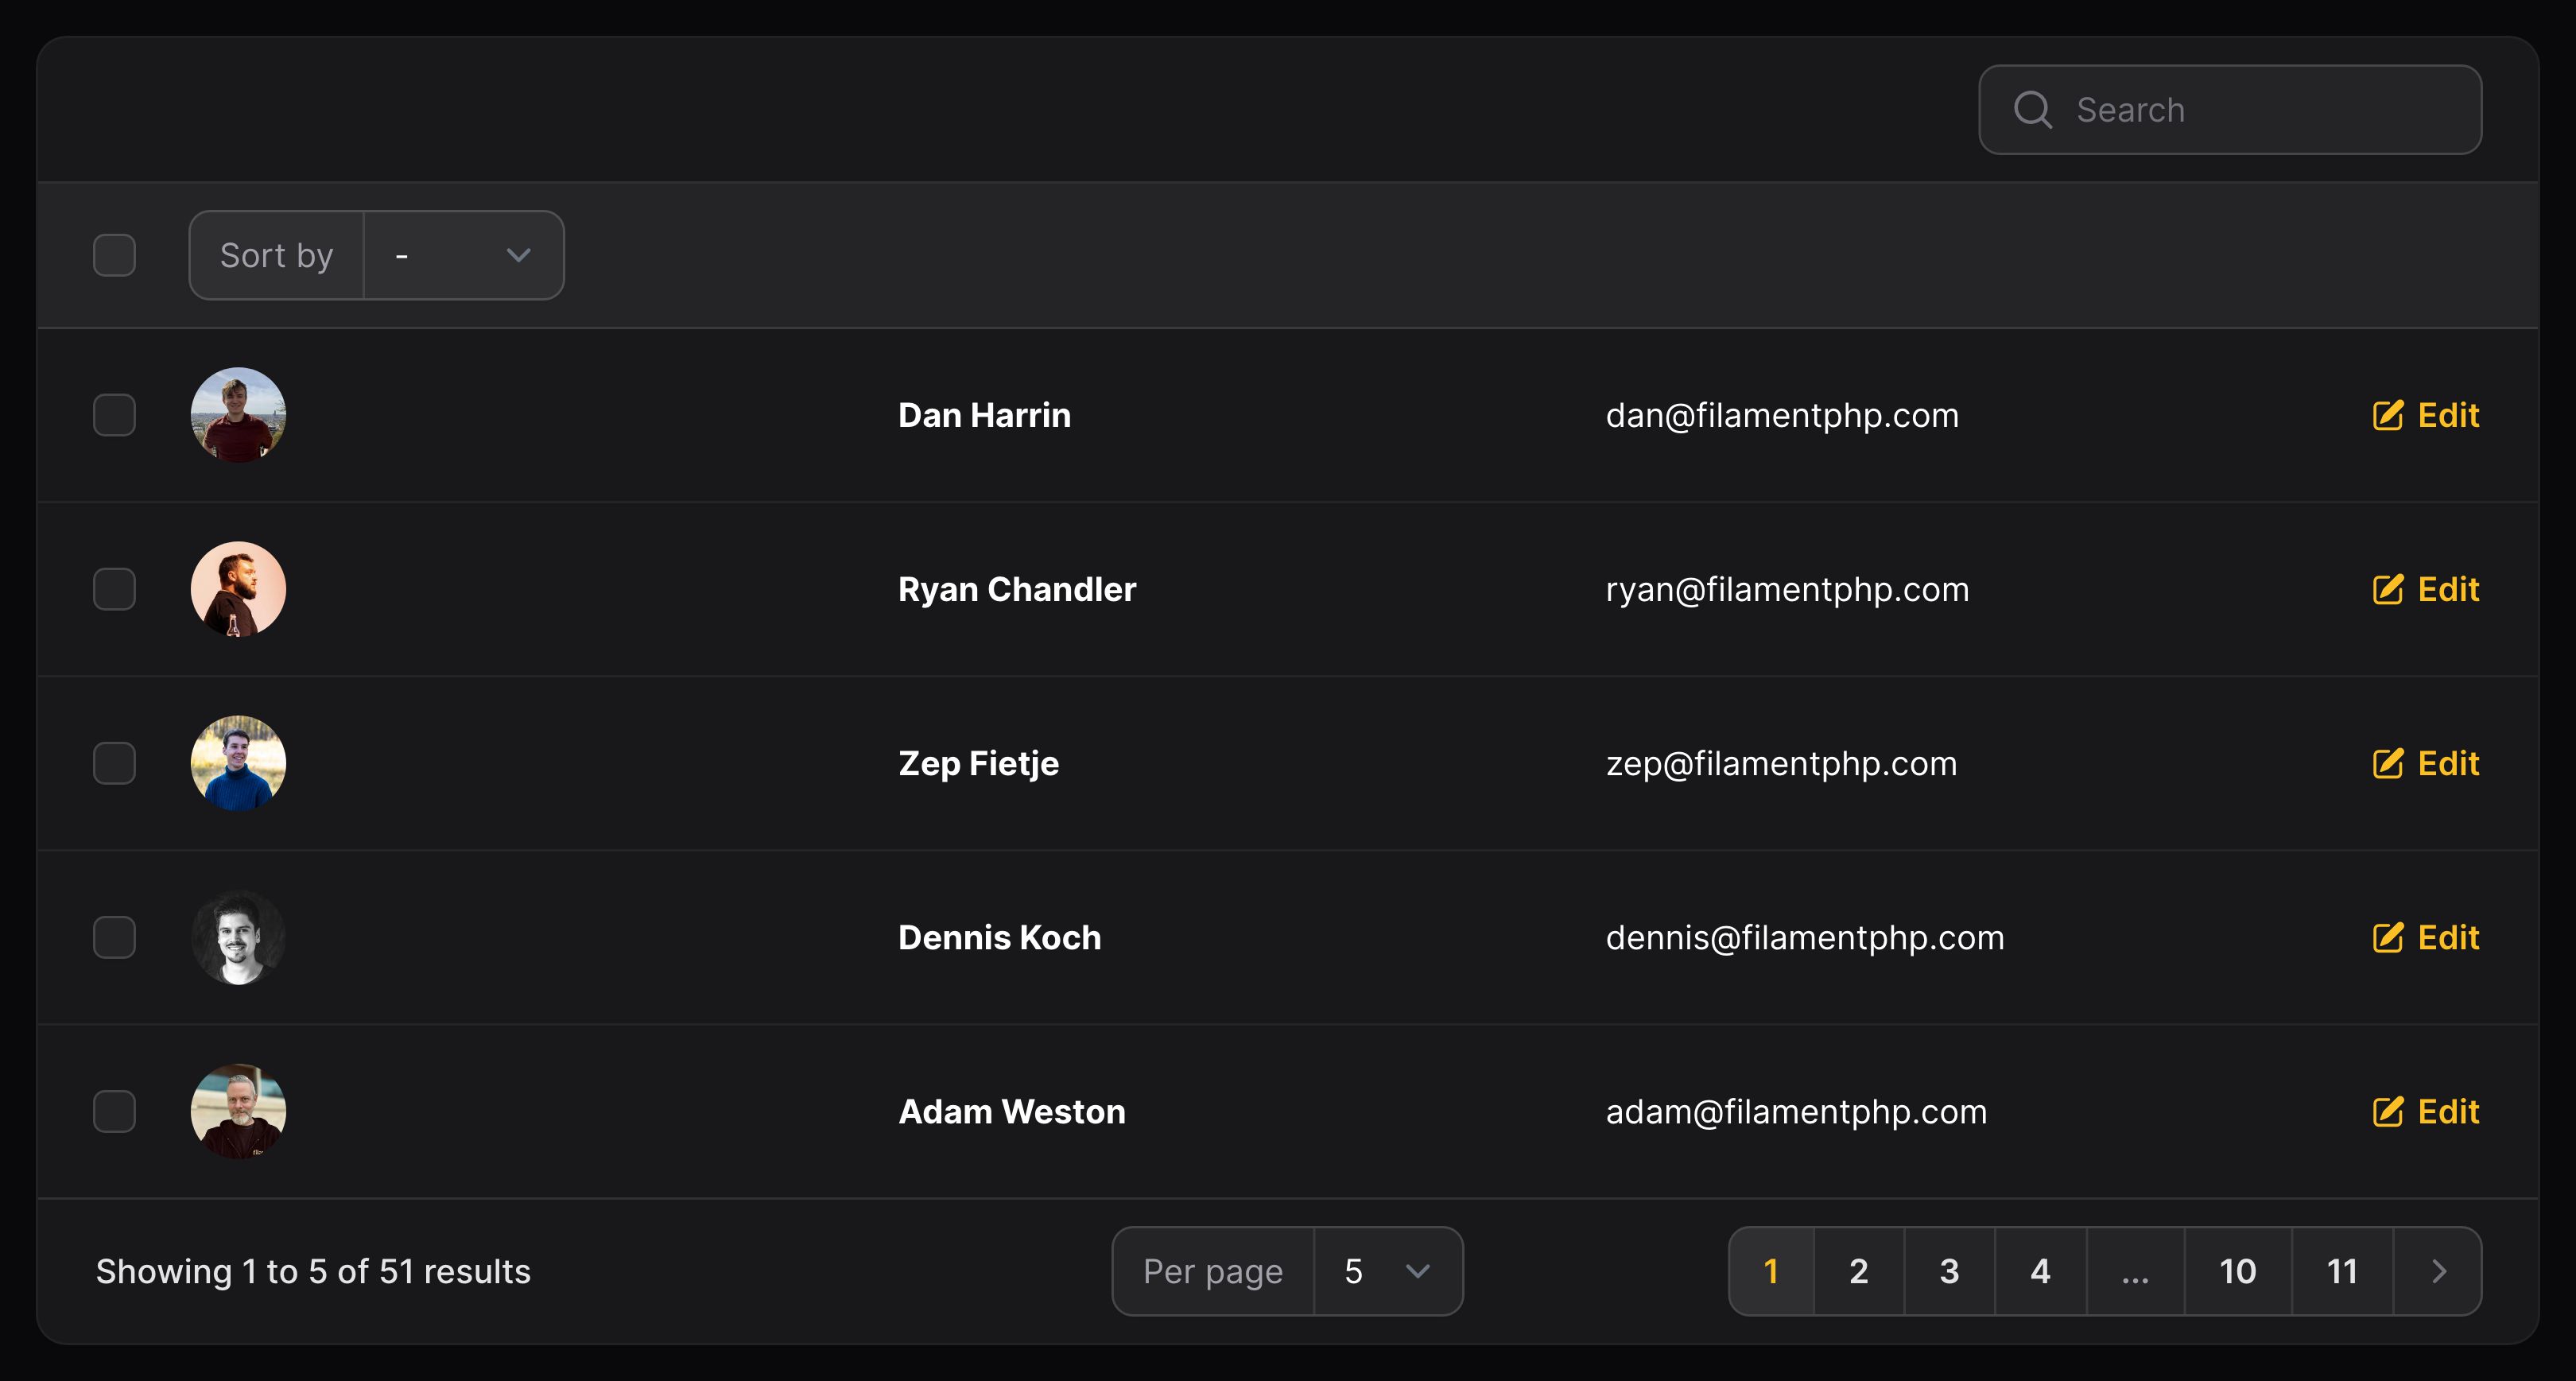 Search
Sort by -
Dan Harrin dan@filamentphp.com Edit
Ryan Chandler ryan@filamentphp.com Edit
Zep Fietje zep@filamentphp.com Edit
Dennis Koch dennis@filamentphp.com Edit
Adam Weston adam@filamentphp.com Edit
Showing 1 to 5 of 51 results Per page 5 1 2 3 4 ... 10 11